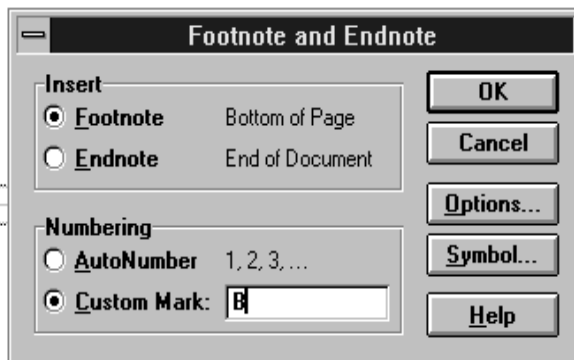 Footnote and Endnote
Insert
Footnote Bottom of Page
Endnote End of Document
Numbering
AutoNumber 1, 2, 3, ...
Custom Mark: B
OK
Cancel
Options...
Symbol...
Help